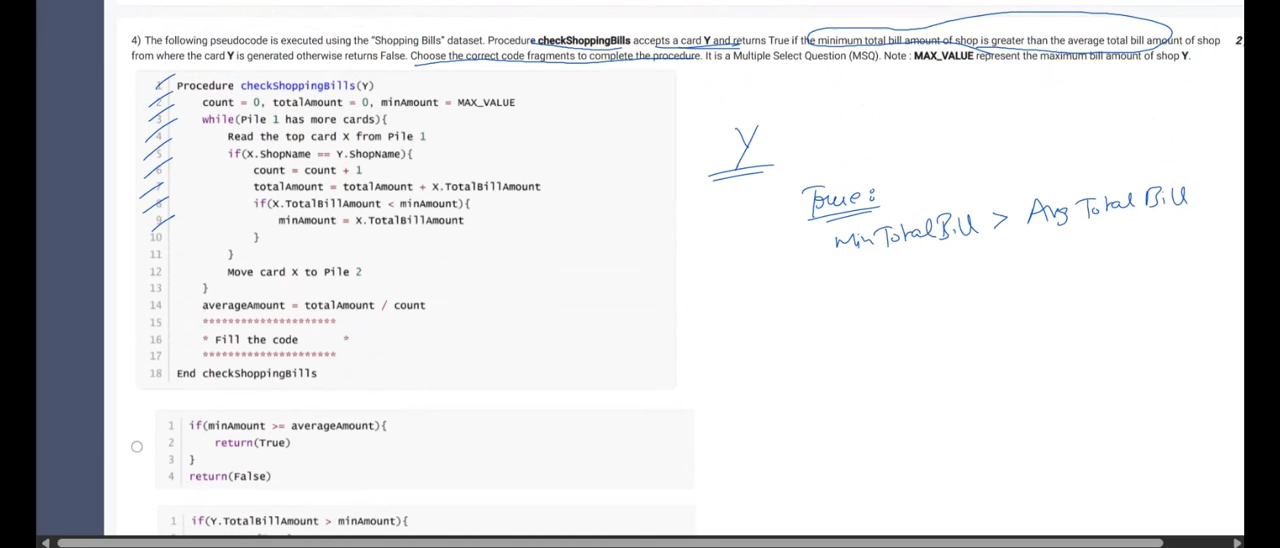 4) The following pseudocode is executed using the "Shopping Bills" dataset. Procedure checkShoppingBills accepts a card Y and returns True if the minimum total bill amount of shop is greater than the average total bill amount of shop 2
from where the card Y is generated otherwise returns False. Choose the correct code fragments to complete the procedure. It is a Multiple Select Question (MSQ). Note : MAX_VALUE represent the maximum bill amount of shop Y.
1 Procedure checkShoppingBills(Y)
2 count = 0, totalAmount = 0, minAmount = MAX_VALUE
3 while(Pile 1 has more cards){
4 Read the top card X from Pile 1
5 if(X.ShopName == Y.ShopName){
6 count = count + 1
7 totalAmount = totalAmount + X.TotalBillAmount
8 if(X.TotalBillAmount < minAmount){
9 minAmount = X.TotalBillAmount
10 }
11 }
12 Move card X to Pile 2
13 }
14 averageAmount = totalAmount / count
15 **********************
16 * Fill the code *
17 **********************
18 End checkShoppingBills
Y
True:
Min Total Bill > Avg Total Bill
1 if(minAmount >= averageAmount){
2 return(True)
3 }
4 return(False)
1 if(Y.TotalBillAmount > minAmount){